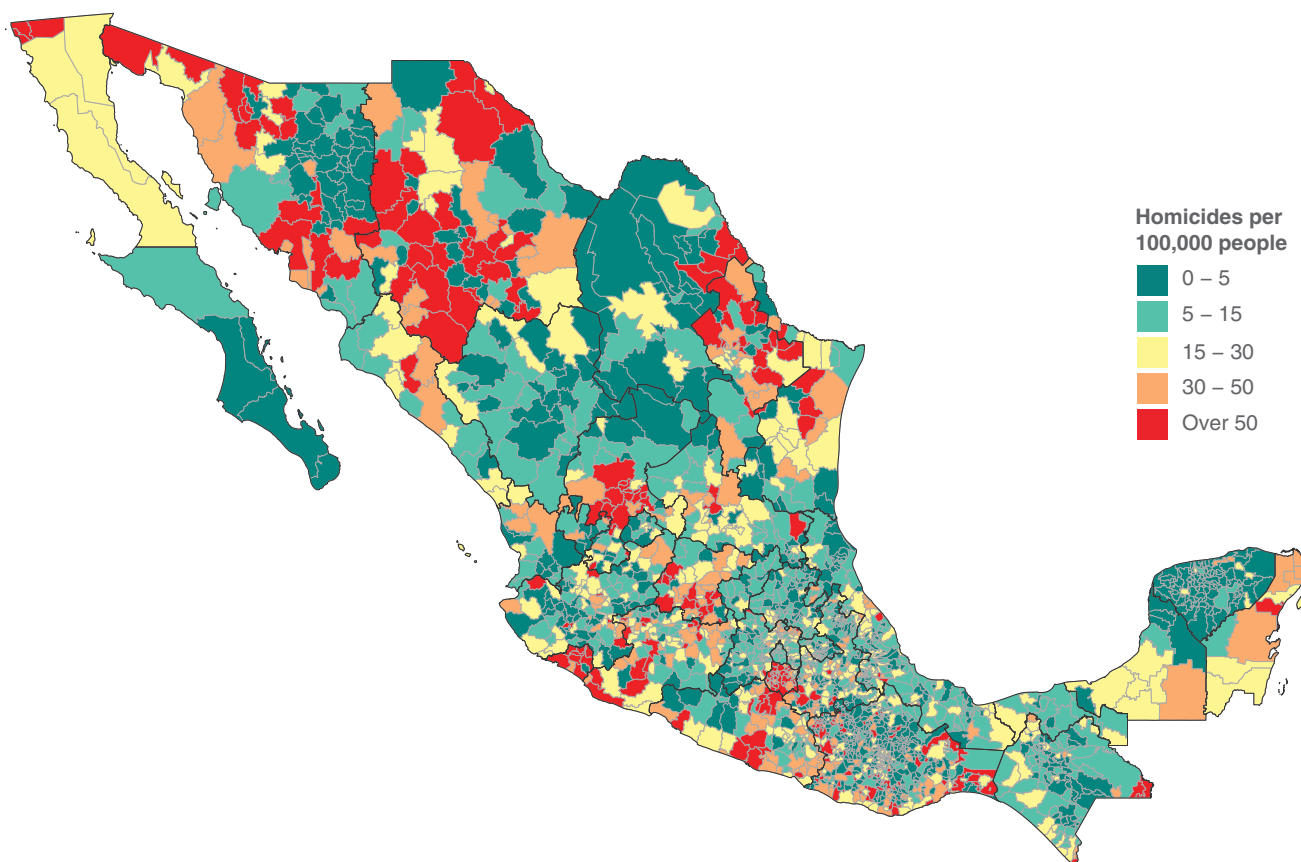 Homicides per
100,000 people
0 – 5
5 – 15
15 – 30
30 – 50
Over 50